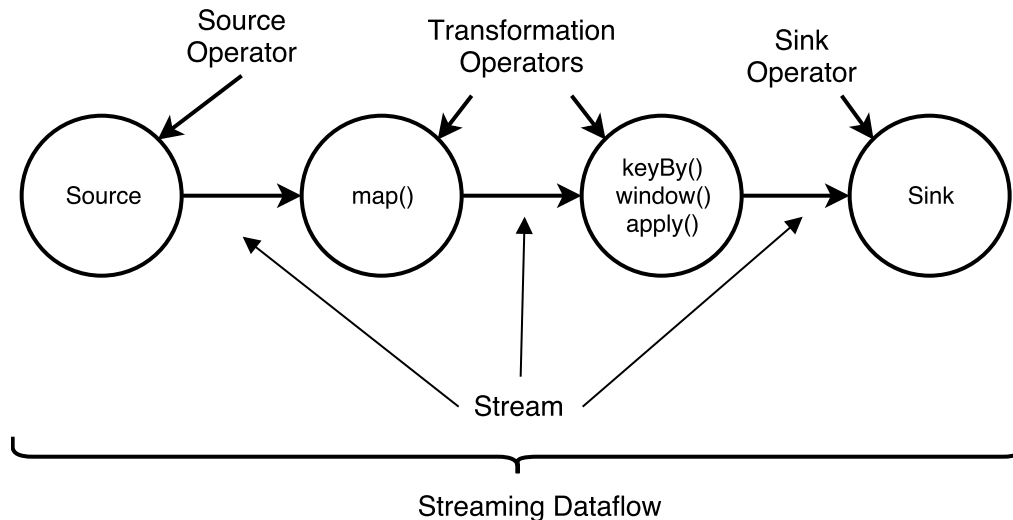 Source
Operator
Transformation
Operators
Sink
Operator
Source
map()
keyBy()
window()
apply()
Sink
Stream
Streaming Dataflow